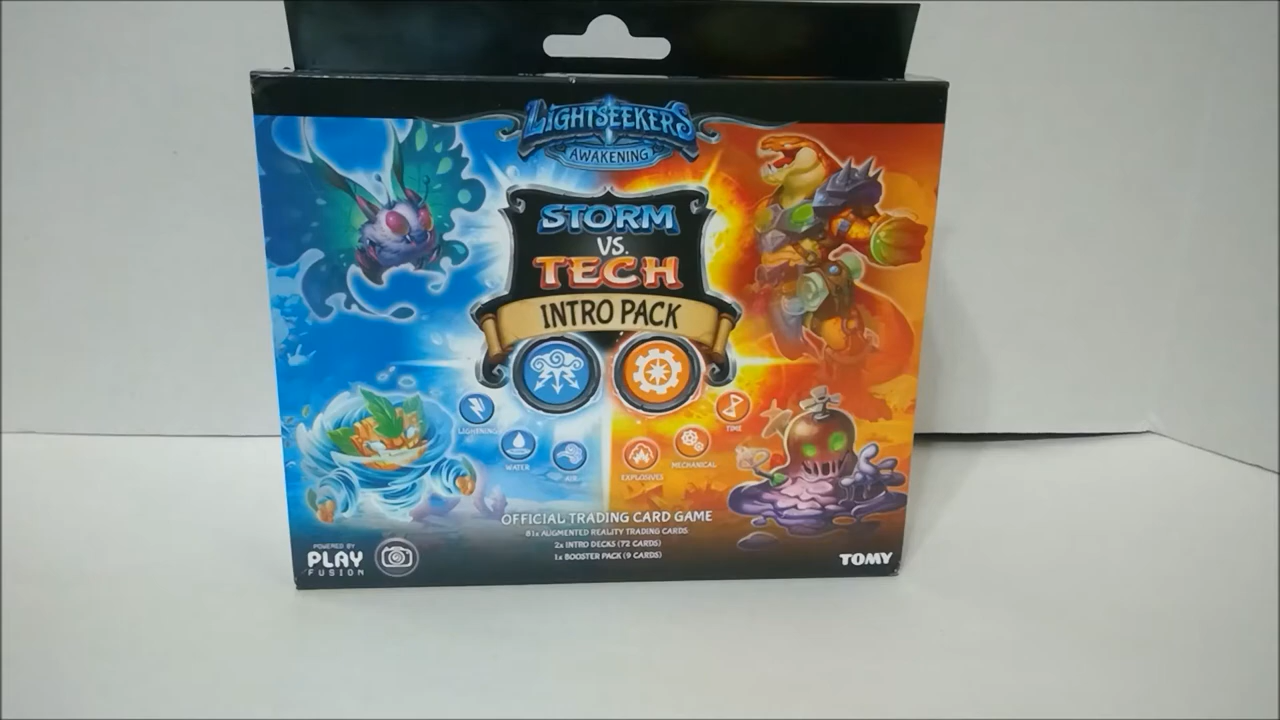 LIGHTSEEKERS
AWAKENING
STORM
VS.
TECH
INTRO PACK
LIGHTNING
WATER
AIR
TIME
MECHANICAL
EXPLOSIVES
OFFICIAL TRADING CARD GAME
81x AUGMENTED REALITY TRADING CARDS
2x INTRO DECKS (72 CARDS)
1x BOOSTER PACK (9 CARDS)
POWERED BY
PLAY
FUSION
TOMY